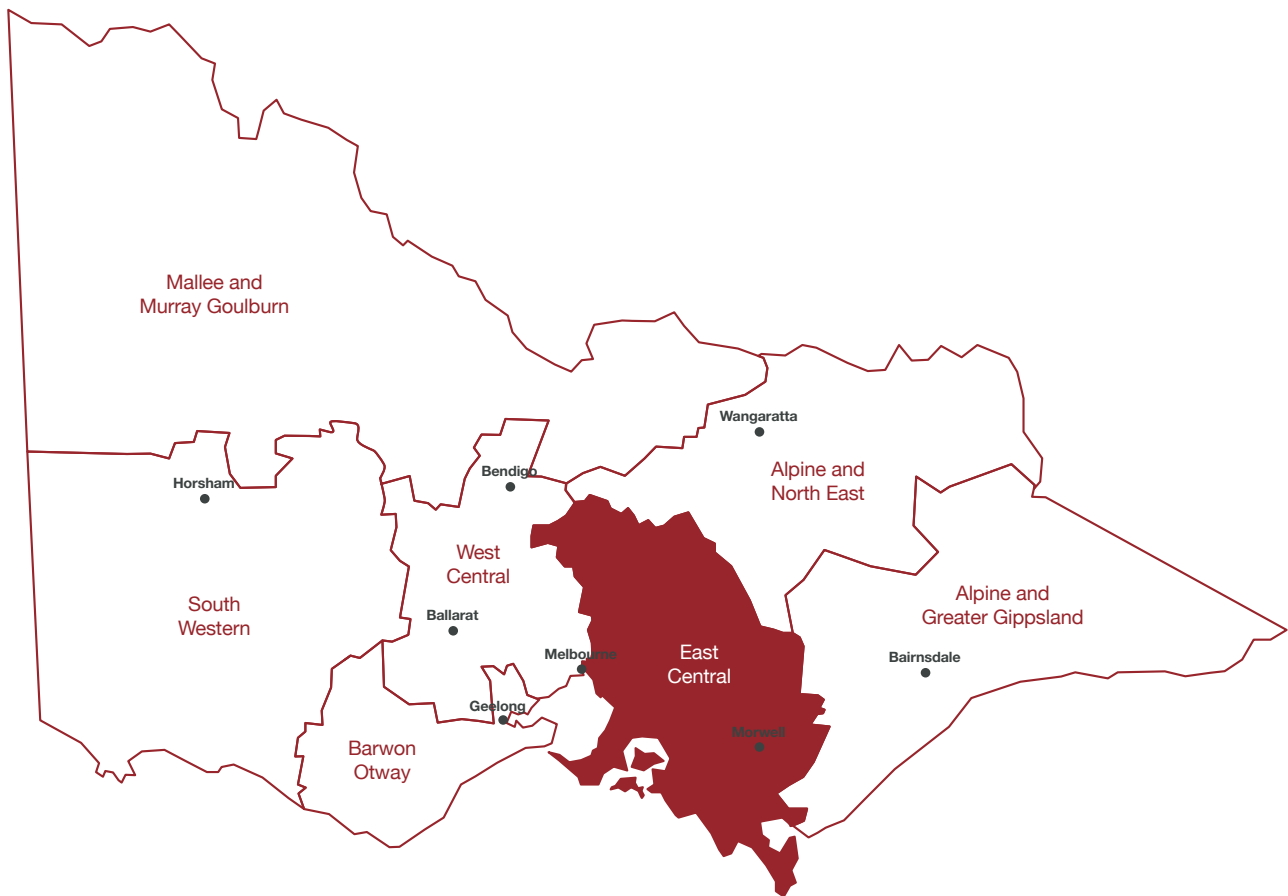 Mallee and
Murray Goulburn
Wangaratta
Horsham
Bendigo
Alpine and
North East
West
Central
South
Western
Ballarat
Alpine and
Greater Gippsland
Melbourne
East
Central
Bairnsdale
Geelong
Barwon
Otway
Morwell